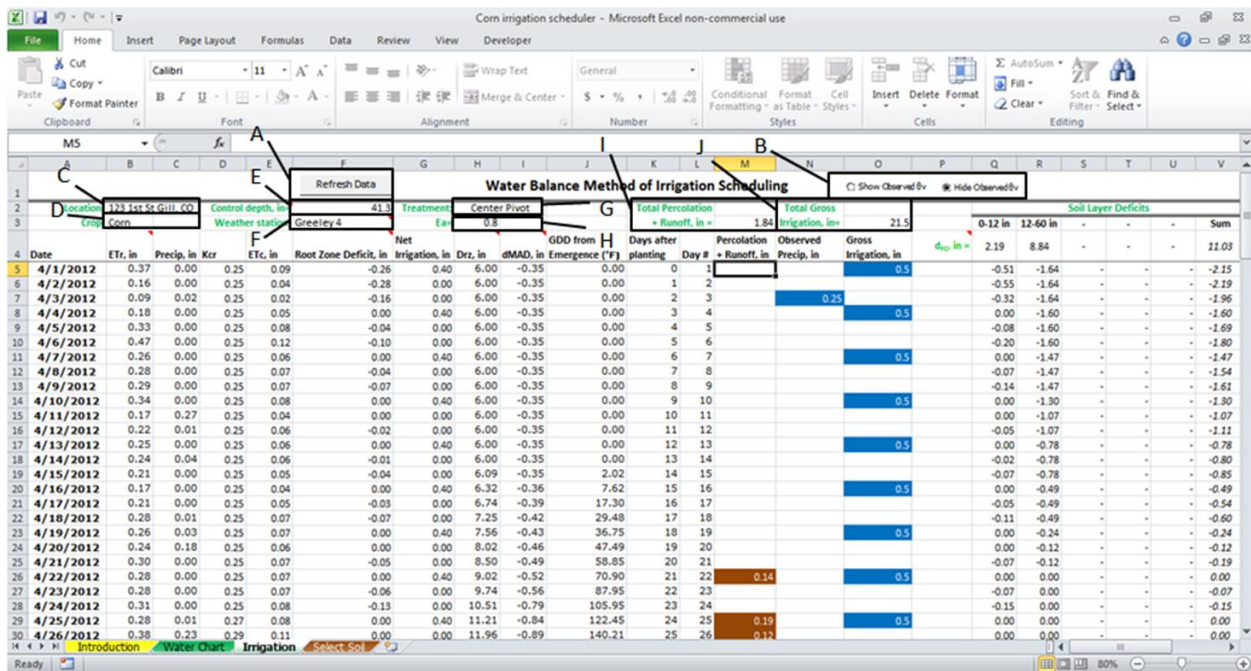 Corn irrigation scheduler - Microsoft Excel non-commercial use
File Home Insert Page Layout Formulas Data Review View Developer
Cut
Copy
Format Painter
Paste
Calibri 11
B I U
Wrap Text
Merge & Center
General
$ % ,
Conditional Formatting
Format as Table
Cell Styles
Insert Delete Format
AutoSum
Fill
Clear
Sort & Filter
Find & Select
Clipboard Font Alignment Number Styles Cells Editing
M5 fx
A B C D E F G H I J K L M N O P Q R S T U V
A
B
C
D
E
F
G
H
I
J
1 Refresh Data Water Balance Method of Irrigation Scheduling Show Observed θv Hide Observed θv
2 Location 123 1st St Gill, CO Control depth, in= 41.3 Treatment Center Pivot Total Percolation Total Gross Soil Layer Deficits
3 Crop Corn Weather station Greeley 4 Ea= 0.8 + Runoff, in = 1.84 Irrigation, in= 21.5 0-12 in 12-60 in - - - Sum
4 Date ETr, in Precip, in Kcr ETc, in Root Zone Deficit, in Net Irrigation, in Drz, in dMAD, in GDD from Emergence (°F) Days after planting Day # Percolation + Runoff, in Observed Precip, in Gross Irrigation, in dFC, in = 2.19 8.84 11.03
5 4/1/2012 0.37 0.00 0.25 0.09 -0.26 0.40 6.00 -0.35 0.00 0 1 0.5 -0.51 -1.64 - - - -2.15
6 4/2/2012 0.16 0.00 0.25 0.04 -0.28 0.00 6.00 -0.35 0.00 1 2 -0.55 -1.64 - - - -2.19
7 4/3/2012 0.09 0.02 0.25 0.02 -0.16 0.00 6.00 -0.35 0.00 2 3 0.25 -0.32 -1.64 - - - -1.96
8 4/4/2012 0.18 0.00 0.25 0.05 0.00 0.40 6.00 -0.35 0.00 3 4 0.5 0.00 -1.60 - - - -1.60
9 4/5/2012 0.33 0.00 0.25 0.08 -0.04 0.00 6.00 -0.35 0.00 4 5 -0.08 -1.60 - - - -1.69
10 4/6/2012 0.47 0.00 0.25 0.12 -0.10 0.00 6.00 -0.35 0.00 5 6 -0.20 -1.60 - - - -1.80
11 4/7/2012 0.26 0.00 0.25 0.06 0.00 0.40 6.00 -0.35 0.00 6 7 0.5 0.00 -1.47 - - - -1.47
12 4/8/2012 0.28 0.00 0.25 0.07 -0.04 0.00 6.00 -0.35 0.00 7 8 -0.07 -1.47 - - - -1.54
13 4/9/2012 0.29 0.00 0.25 0.07 -0.07 0.00 6.00 -0.35 0.00 8 9 -0.14 -1.47 - - - -1.61
14 4/10/2012 0.34 0.00 0.25 0.08 0.00 0.40 6.00 -0.35 0.00 9 10 0.5 0.00 -1.30 - - - -1.30
15 4/11/2012 0.17 0.27 0.25 0.04 0.00 0.00 6.00 -0.35 0.00 10 11 0.00 -1.07 - - - -1.07
16 4/12/2012 0.22 0.01 0.25 0.06 -0.02 0.00 6.00 -0.35 0.00 11 12 -0.05 -1.07 - - - -1.11
17 4/13/2012 0.25 0.00 0.25 0.06 0.00 0.40 6.00 -0.35 0.00 12 13 0.5 0.00 -0.78 - - - -0.78
18 4/14/2012 0.24 0.04 0.25 0.06 -0.01 0.00 6.00 -0.35 0.00 13 14 -0.02 -0.78 - - - -0.80
19 4/15/2012 0.21 0.00 0.25 0.05 -0.04 0.00 6.09 -0.35 2.02 14 15 -0.07 -0.78 - - - -0.85
20 4/16/2012 0.17 0.00 0.25 0.04 0.00 0.40 6.32 -0.36 7.62 15 16 0.5 0.00 -0.49 - - - -0.49
21 4/17/2012 0.21 0.00 0.25 0.05 -0.03 0.00 6.74 -0.39 17.30 16 17 -0.05 -0.49 - - - -0.54
22 4/18/2012 0.28 0.01 0.25 0.07 -0.07 0.00 7.25 -0.42 29.48 17 18 -0.11 -0.49 - - - -0.60
23 4/19/2012 0.26 0.03 0.25 0.07 0.00 0.40 7.56 -0.43 36.75 18 19 0.5 0.00 -0.24 - - - -0.24
24 4/20/2012 0.24 0.18 0.25 0.06 0.00 0.00 8.02 -0.46 47.49 19 20 0.00 -0.12 - - - -0.12
25 4/21/2012 0.30 0.00 0.25 0.07 -0.05 0.00 8.50 -0.49 58.85 20 21 -0.07 -0.12 - - - -0.19
26 4/22/2012 0.28 0.00 0.25 0.07 0.00 0.40 9.02 -0.52 70.90 21 22 0.14 0.5 0.00 0.00 - - - 0.00
27 4/23/2012 0.28 0.00 0.25 0.07 -0.06 0.00 9.74 -0.56 87.95 22 23 -0.07 0.00 - - - -0.07
28 4/24/2012 0.31 0.00 0.25 0.08 -0.13 0.00 10.51 -0.79 105.95 23 24 -0.15 0.00 - - - -0.15
29 4/25/2012 0.28 0.01 0.27 0.08 0.00 0.40 11.21 -0.84 122.45 24 25 0.19 0.5 0.00 0.00 - - - 0.00
30 4/26/2012 0.38 0.23 0.29 0.11 0.00 0.00 11.96 -0.89 140.21 25 26 0.12 0.00 0.00 - - - 0.00
Introduction Water Chart Irrigation Select Soil
Ready 80%